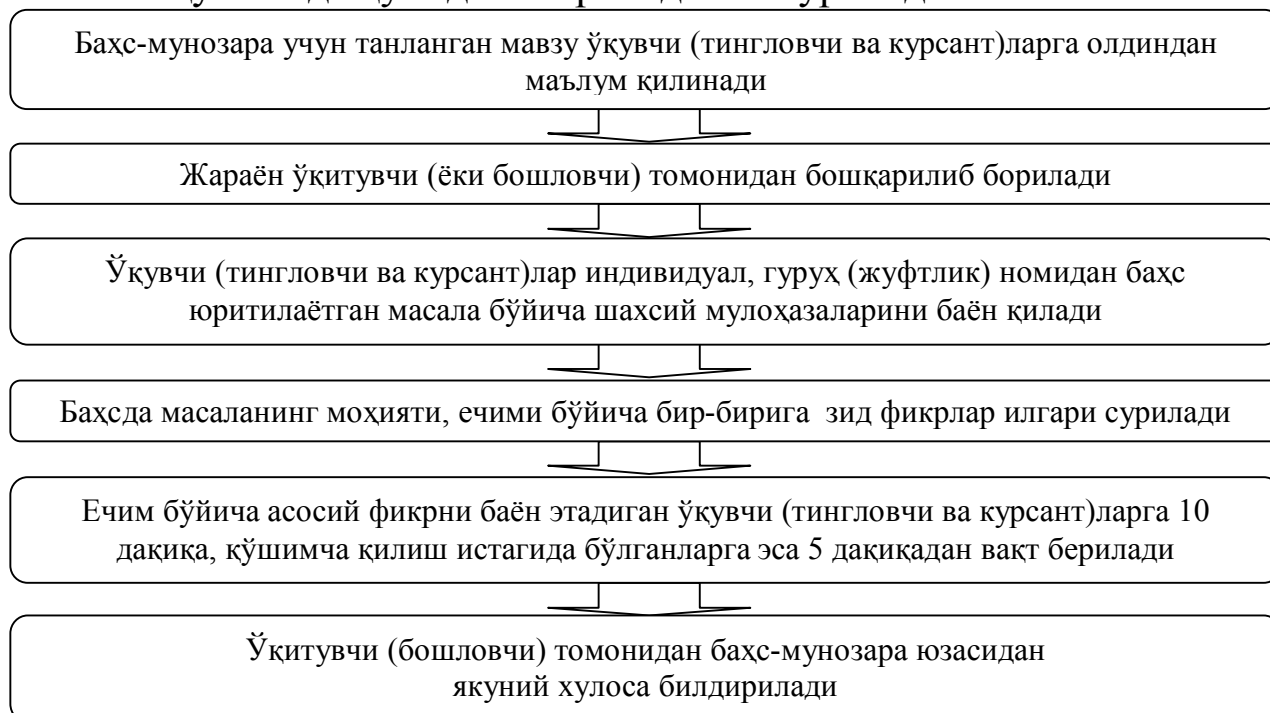 Баҳс-мунозара учун танланган мавзу ўқувчи (тингловчи ва курсант)ларга олдиндан
маълум қилинади
Жараён ўқитувчи (ёки бошловчи) томонидан бошқарилиб борилади
Ўқувчи (тингловчи ва курсант)лар индивидуал, гуруҳ (жуфтлик) номидан баҳс
юритилаётган масала бўйича шахсий мулоҳазаларини баён қилади
Баҳсда масаланинг моҳияти, ечими бўйича бир-бирига зид фикрлар илгари сурилади
Ечим бўйича асосий фикрни баён этадиган ўқувчи (тингловчи ва курсант)ларга 10
дақиқа, қўшимча қилиш истагида бўлганларга эса 5 дақиқадан вақт берилади
Ўқитувчи (бошловчи) томонидан баҳс-мунозара юзасидан
якуний хулоса билдирилади